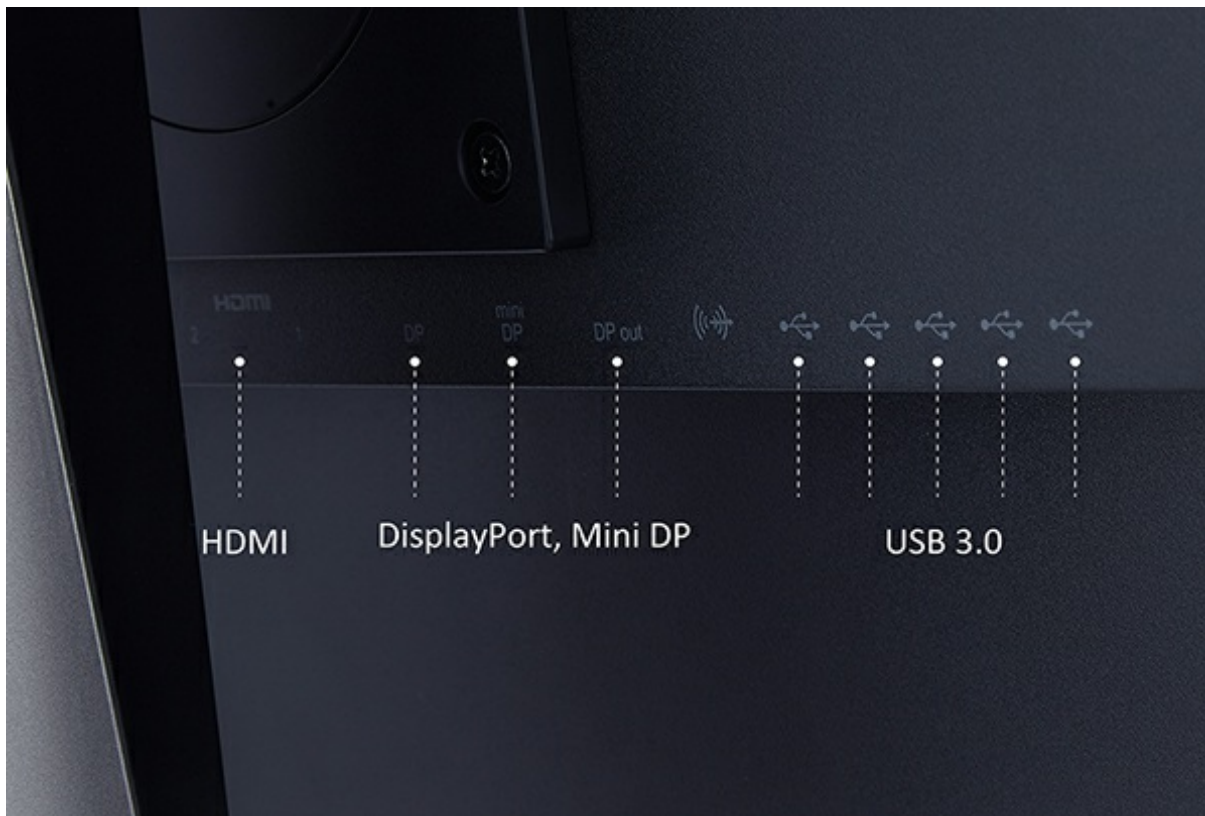 HDMI
2 1
DP
mini
DP
DP out
HDMI
DisplayPort, Mini DP
USB 3.0